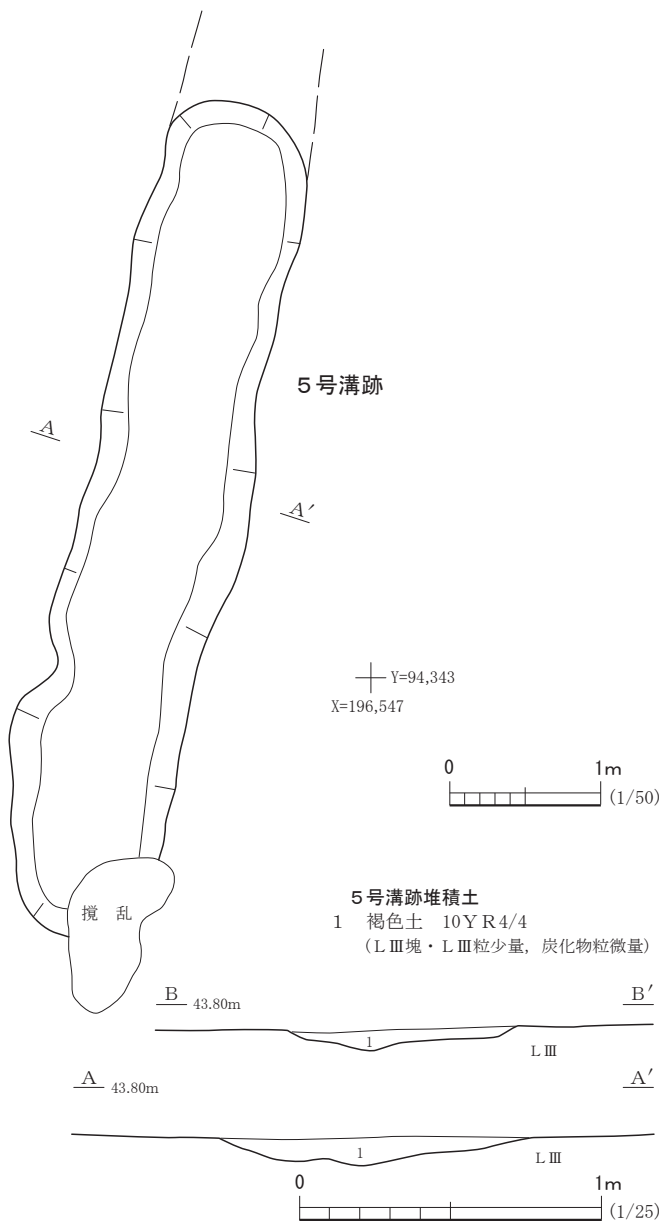 5号溝跡
A
A′
Y=94,343
X=196,547
0 1m
(1/50)
撹 乱
5号溝跡堆積土
1 褐色土 10YR4/4
(LⅢ塊・LⅢ粒少量，炭化物粒微量)
B 43.80m B′
1
LⅢ
A 43.80m A′
1
LⅢ
0 1m
(1/25)